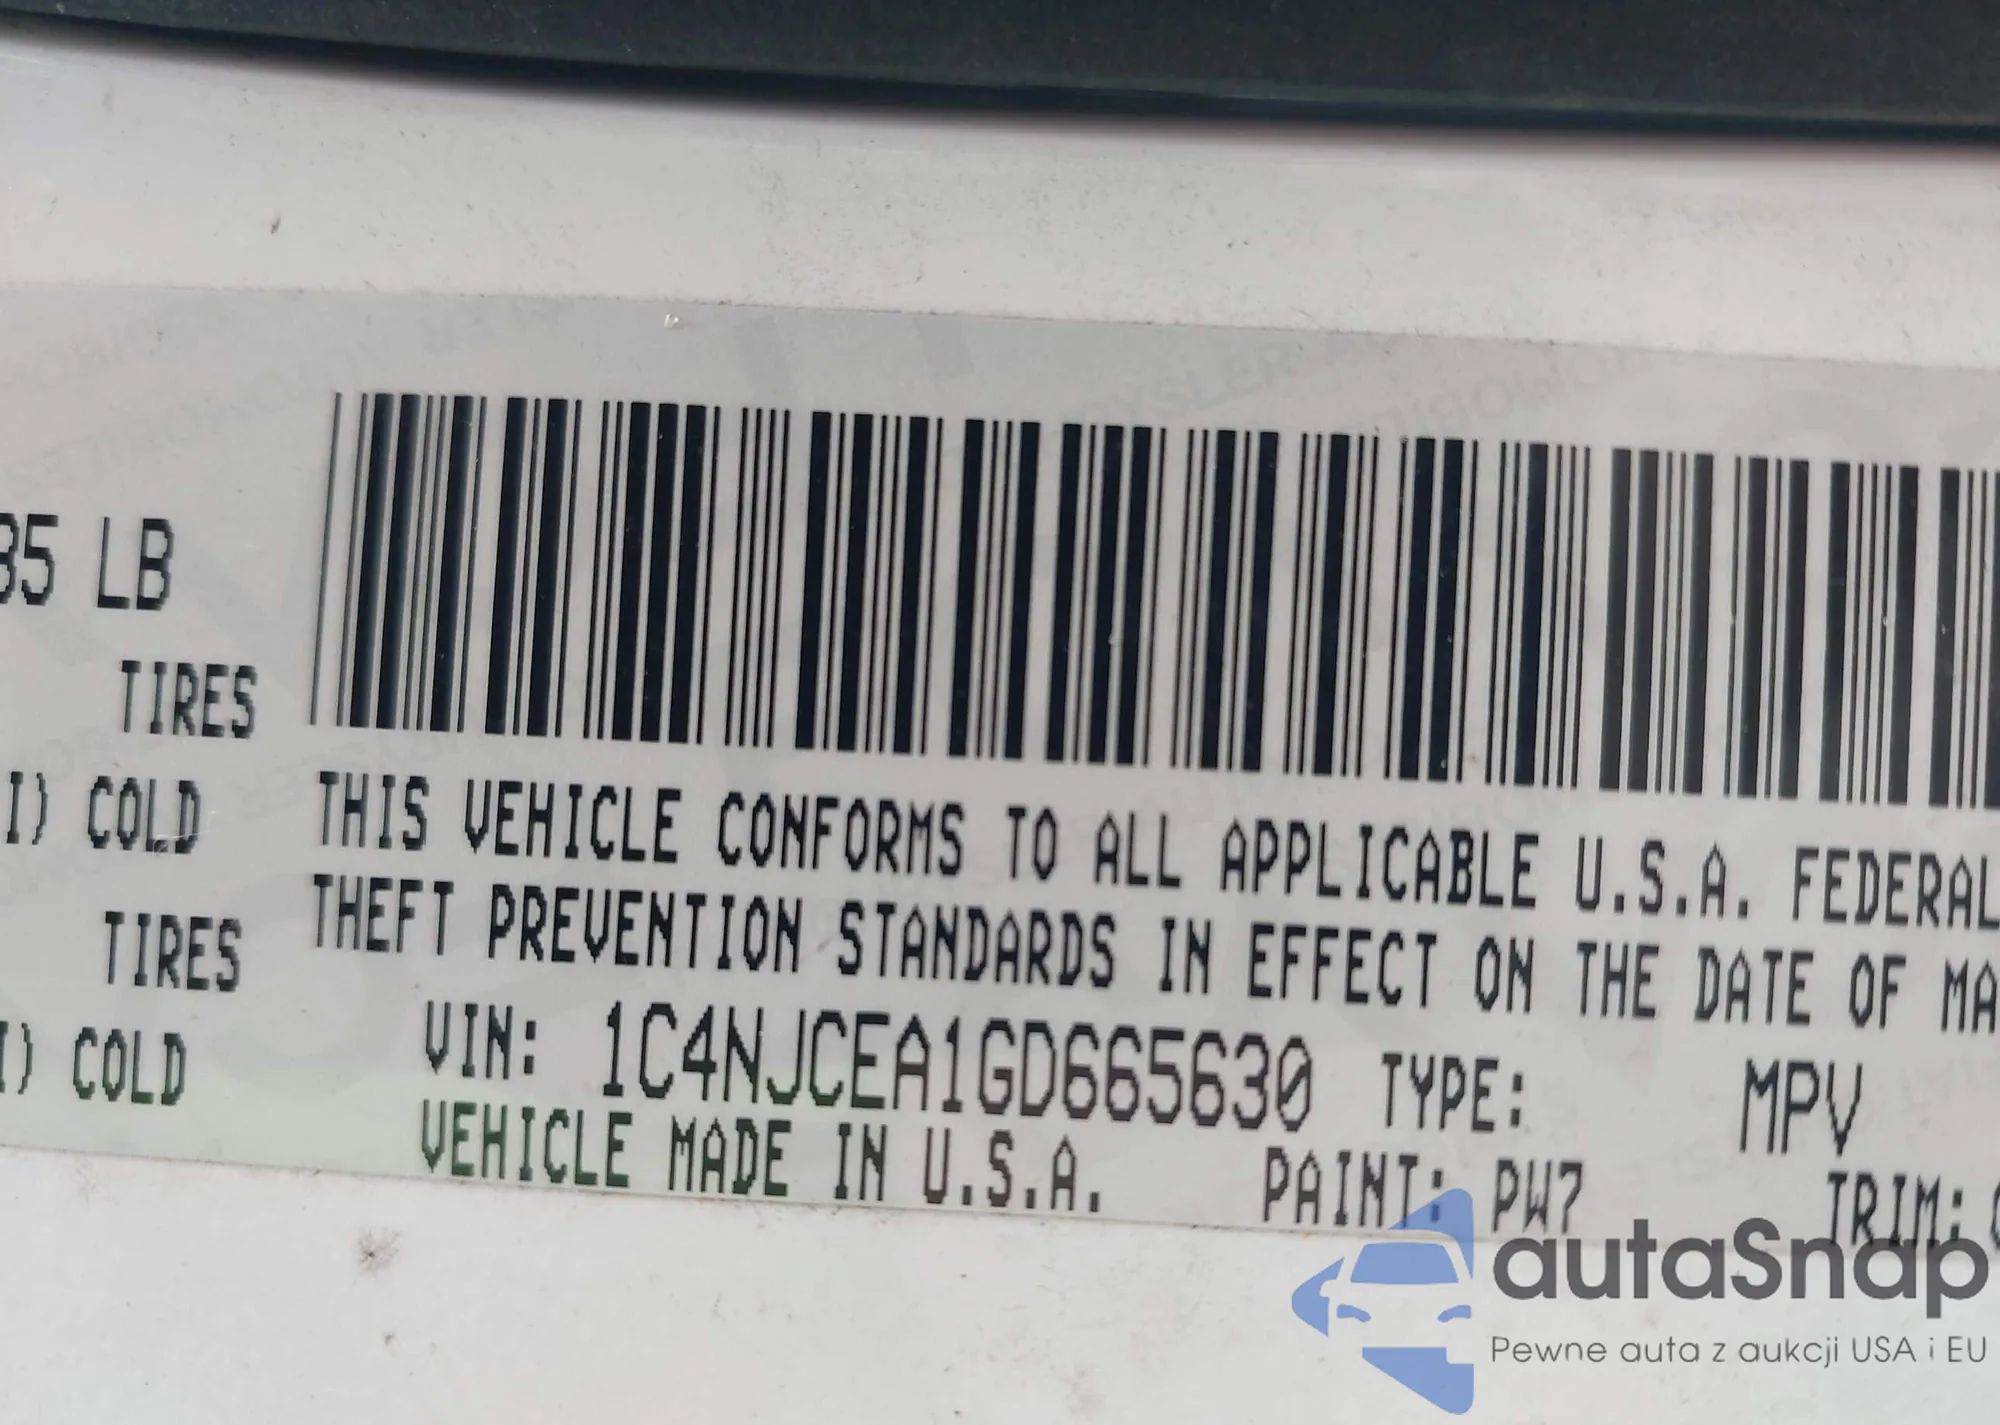 35 LB
TIRES
I) COLD
TIRES
I) COLD
THIS VEHICLE CONFORMS TO ALL APPLICABLE U.S.A. FEDERAL
THEFT PREVENTION STANDARDS IN EFFECT ON THE DATE OF MA
VIN: 1C4NJCEA1GD665630 TYPE: MPV
VEHICLE MADE IN U.S.A. PAINT: PW7 TRIM:
autaSnap
Pewne auta z aukcji USA i EU